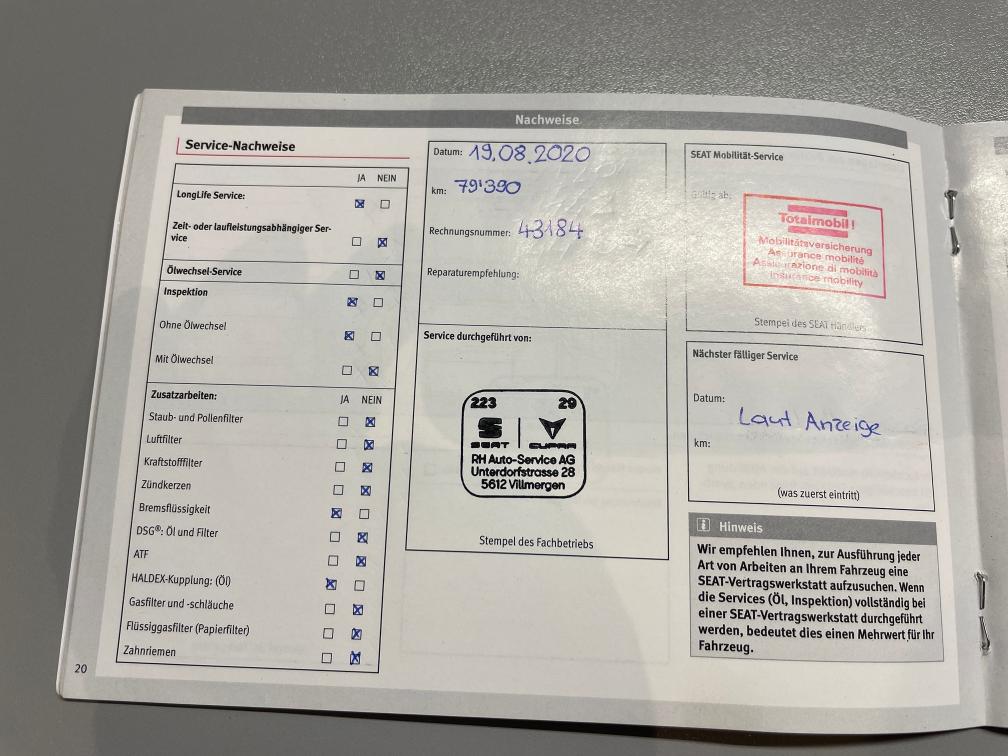 Nachweise
Service-Nachweise
JA NEIN
LongLife Service: ☒ ☐
Zeit- oder laufleistungsabhängiger Ser-
vice ☐ ☒
Ölwechsel-Service ☐ ☒
Inspektion ☒ ☐
Ohne Ölwechsel ☒ ☐
Mit Ölwechsel ☐ ☒
Zusatzarbeiten: JA NEIN
Staub- und Pollenfilter ☐ ☒
Luftfilter ☐ ☒
Kraftstofffilter ☐ ☒
Zündkerzen ☐ ☒
Bremsflüssigkeit ☒ ☐
DSG®: Öl und Filter ☐ ☒
ATF ☐ ☒
HALDEX-Kupplung: (Öl) ☒ ☐
Gasfilter und -schläuche ☐ ☒
Flüssiggasfilter (Papierfilter) ☐ ☒
Zahnriemen ☐ ☒
20
Datum: 19.08.2020
km: 79'390
Rechnungsnummer: 43184
Reparaturempfehlung:
Service durchgeführt von:
223 29
SEAT CUPRA
RH Auto-Service AG
Unterdorfstrasse 28
5612 Villmergen
Stempel des Fachbetriebs
SEAT Mobilität-Service
gültig ab:
Totalmobil!
Mobilitätsversicherung
Assurance mobilité
Assicurazione di mobilità
Insurance mobility
Stempel des SEAT Händlers
Nächster fälliger Service
Datum:
Laut Anzeige
km:
(was zuerst eintritt)
i Hinweis
Wir empfehlen Ihnen, zur Ausführung jeder
Art von Arbeiten an Ihrem Fahrzeug eine
SEAT-Vertragswerkstatt aufzusuchen. Wenn
die Services (Öl, Inspektion) vollständig bei
einer SEAT-Vertragswerkstatt durchgeführt
werden, bedeutet dies einen Mehrwert für Ihr
Fahrzeug.